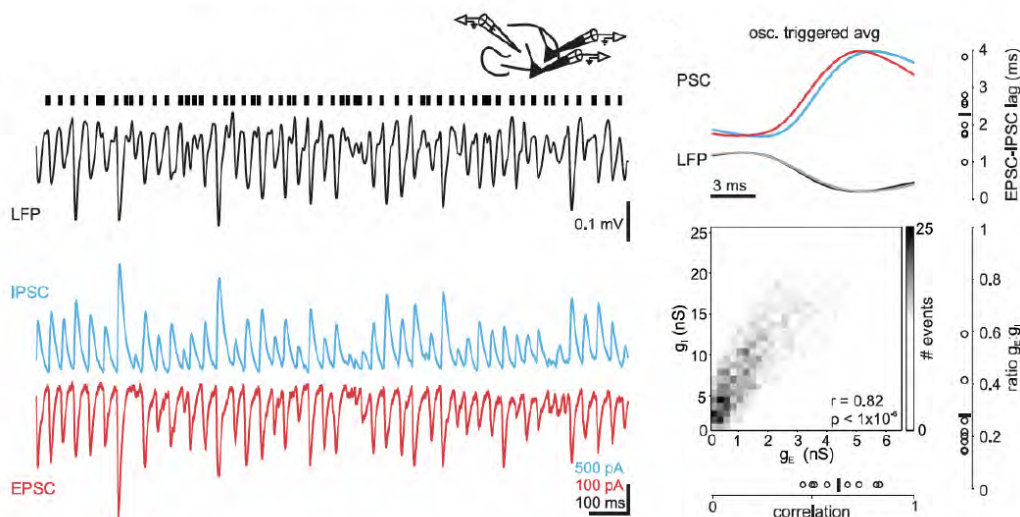 LFP
0.1 mV
IPSC
EPSC
500 pA
100 pA
100 ms
osc. triggered avg
PSC
LFP
3 ms
4
3
2
1
0
EPSC-IPSC lag (ms)
25
20
15
10
5
0
gI (nS)
0 1 2 3 4 5 6
gE (nS)
r = 0.82
p < 1x10-6
25
0
# events
1
0.8
0.6
0.4
0.2
0
ratio gE:gI
0 1
correlation